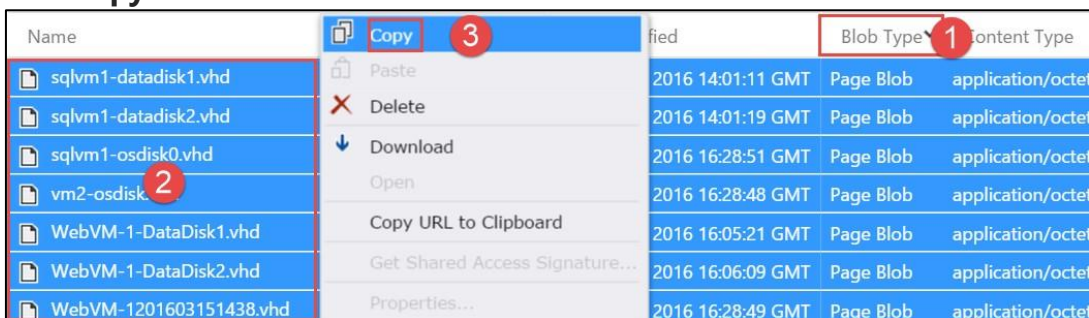 Name Copy 3 fied Blob Type 1 Content Type
sqlvm1-datadisk1.vhd Paste 2016 14:01:11 GMT Page Blob application/octet
sqlvm1-datadisk2.vhd Delete 2016 14:01:19 GMT Page Blob application/octet
sqlvm1-osdisk0.vhd Download 2016 16:28:51 GMT Page Blob application/octet
vm2-osdisk 2 Open 2016 16:28:48 GMT Page Blob application/octet
WebVM-1-DataDisk1.vhd Copy URL to Clipboard 2016 16:05:21 GMT Page Blob application/octet
WebVM-1-DataDisk2.vhd Get Shared Access Signature... 2016 16:06:09 GMT Page Blob application/octet
WebVM-1201603151438.vhd Properties... 2016 16:28:49 GMT Page Blob application/octet